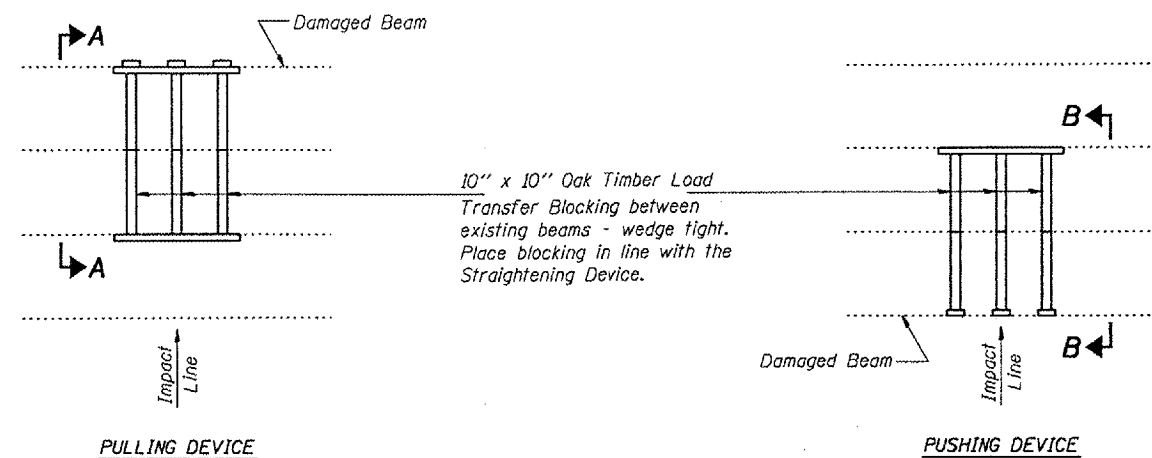 A
Damaged Beam
B
10" x 10" Oak Timber Load
Transfer Blocking between
existing beams - wedge tight.
Place blocking in line with the
Straightening Device.
A
Impact
Line
Damaged Beam
B
Impact
Line
PULLING DEVICE
PUSHING DEVICE